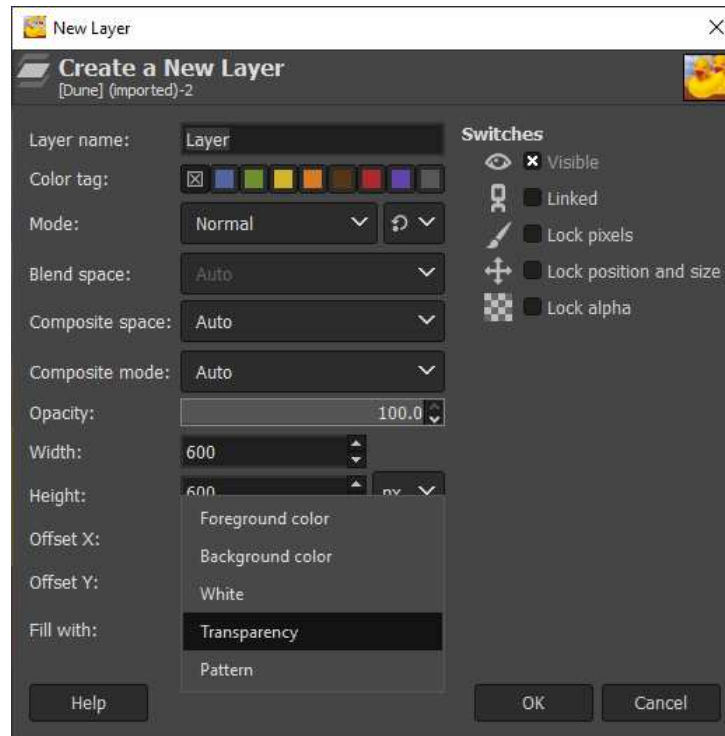 New Layer
Create a New Layer
[Dune] (imported)-2
Layer name: Layer
Color tag:
Mode: Normal
Blend space: Auto
Composite space: Auto
Composite mode: Auto
Opacity: 100.0
Width: 600
Height: 600 px
Offset X:
Offset Y:
Fill with:
Foreground color
Background color
White
Transparency
Pattern
Switches
Visible
Linked
Lock pixels
Lock position and size
Lock alpha
Help OK Cancel